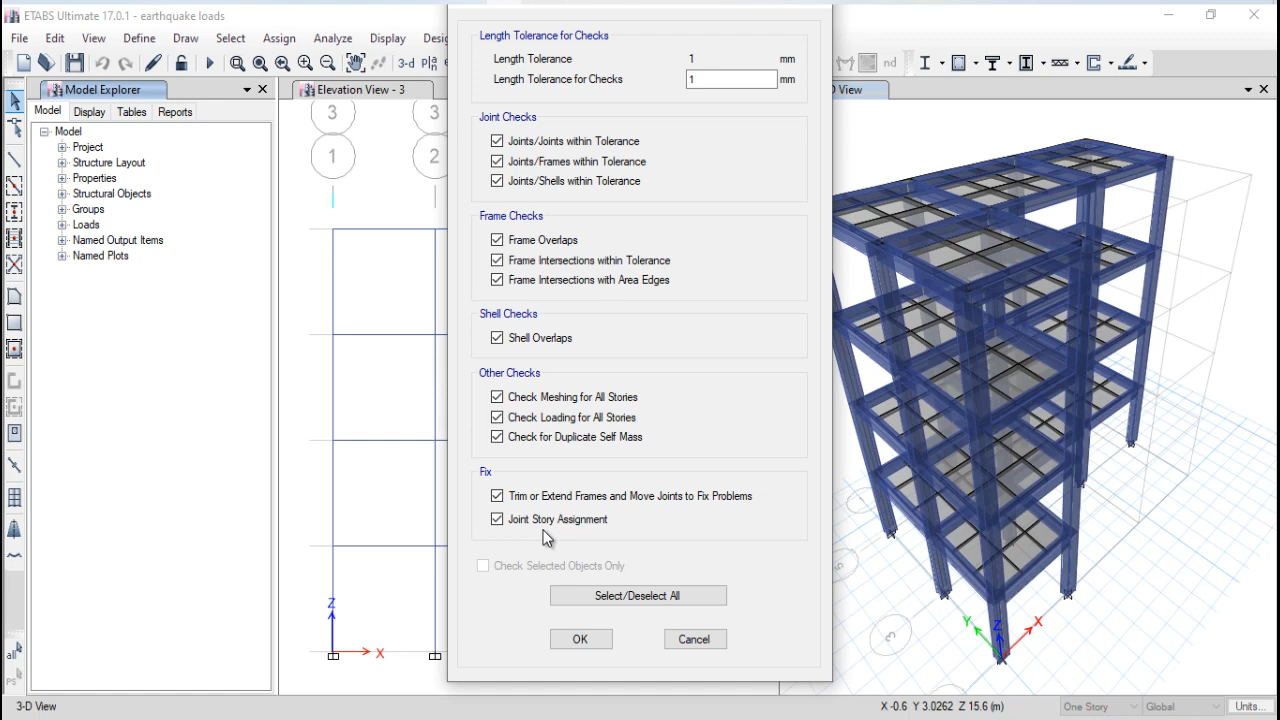 ETABS Ultimate 17.0.1 - earthquake loads
File Edit View Define Draw Select Assign Analyze Display
3-d
nd
Model Explorer
Model Display Tables Reports
Model
Project
Structure Layout
Properties
Structural Objects
Groups
Loads
Named Output Items
Named Plots
Elevation View - 3
3 3
1 2
Z
X
Length Tolerance for Checks
Length Tolerance 1 mm
Length Tolerance for Checks 1 mm
Joint Checks
Joints/Joints within Tolerance
Joints/Frames within Tolerance
Joints/Shells within Tolerance
Frame Checks
Frame Overlaps
Frame Intersections within Tolerance
Frame Intersections with Area Edges
Shell Checks
Shell Overlaps
Other Checks
Check Meshing for All Stories
Check Loading for All Stories
Check for Duplicate Self Mass
Fix
Trim or Extend Frames and Move Joints to Fix Problems
Joint Story Assignment
Check Selected Objects Only
Select/Deselect All
OK Cancel
View
Y Z X
all
PS
3-D View
X -0.6 Y 3.0262 Z 15.6 (m)
One Story Global Units...